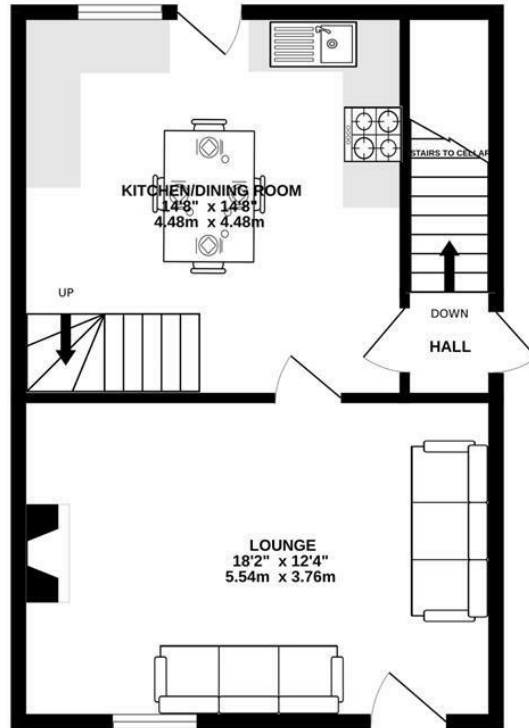 STAIRS TO CELLAR
KITCHEN/DINING ROOM
14'8" x 14'8"
4.48m x 4.48m
UP
DOWN
HALL
LOUNGE
18'2" x 12'4"
5.54m x 3.76m